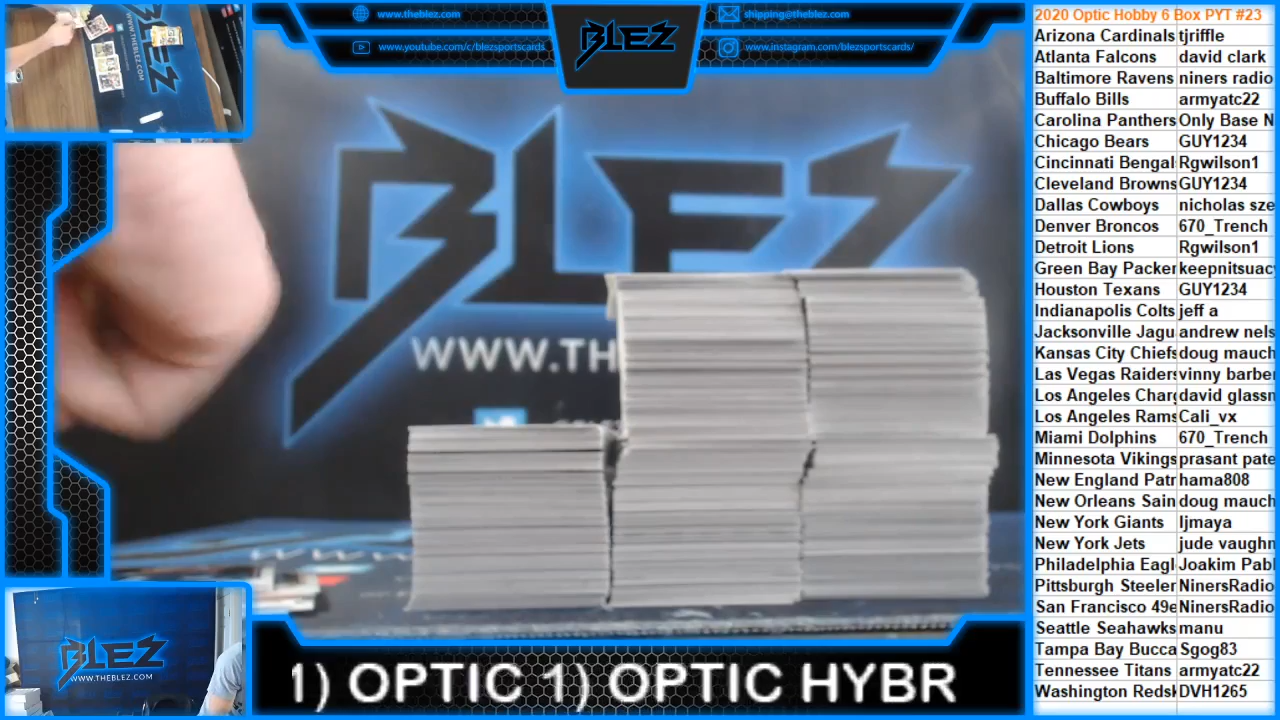 www.theblez.com
www.youtube.com/c/blezsportscards
BLEZ
shipping@theblez.com
www.instagram.com/blezsportscards/
BLEZ
WWW.TH
BLEZ
WWW.THEBLEZ.COM
BLEZ
WWW.THEBLEZ.COM
1) OPTIC 1) OPTIC HYBR
2020 Optic Hobby 6 Box PYT #23
Arizona Cardinals tjriffle
Atlanta Falcons david clark
Baltimore Ravens niners radio
Buffalo Bills armyatc22
Carolina Panthers Only Base N
Chicago Bears GUY1234
Cincinnati Bengal Rgwilson1
Cleveland Browns GUY1234
Dallas Cowboys nicholas sze
Denver Broncos 670_Trench
Detroit Lions Rgwilson1
Green Bay Packer keepnitsuacy
Houston Texans GUY1234
Indianapolis Colts jeff a
Jacksonville Jagu andrew nels
Kansas City Chiefs doug mauch
Las Vegas Raiders vinny barber
Los Angeles Charg david glassn
Los Angeles Rams Cali_vx
Miami Dolphins 670_Trench
Minnesota Vikings prasant pate
New England Patr hama808
New Orleans Sain doug mauch
New York Giants ljmaya
New York Jets jude vaughn
Philadelphia Eagl Joakim Pabl
Pittsburgh Steeler NinersRadio
San Francisco 49e NinersRadio
Seattle Seahawks manu
Tampa Bay Bucca Sgog83
Tennessee Titans armyatc22
Washington Redsk DVH1265